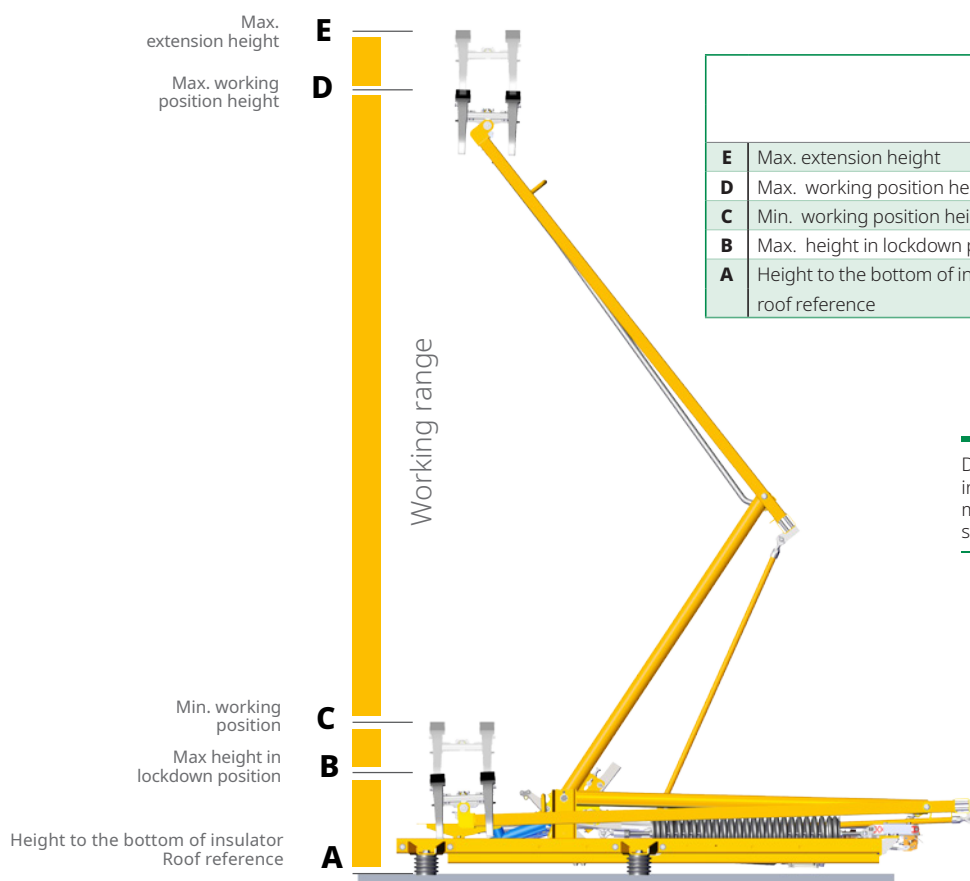 Max.
extension height
E
Max. working
position height
D
Working range
Min. working
position
C
Max height in
lockdown position
B
Height to the bottom of insulator
Roof reference
A
E Max. extension height
D Max. working position he
C Min. working position hei
B Max. height in lockdown p
A Height to the bottom of in
roof reference